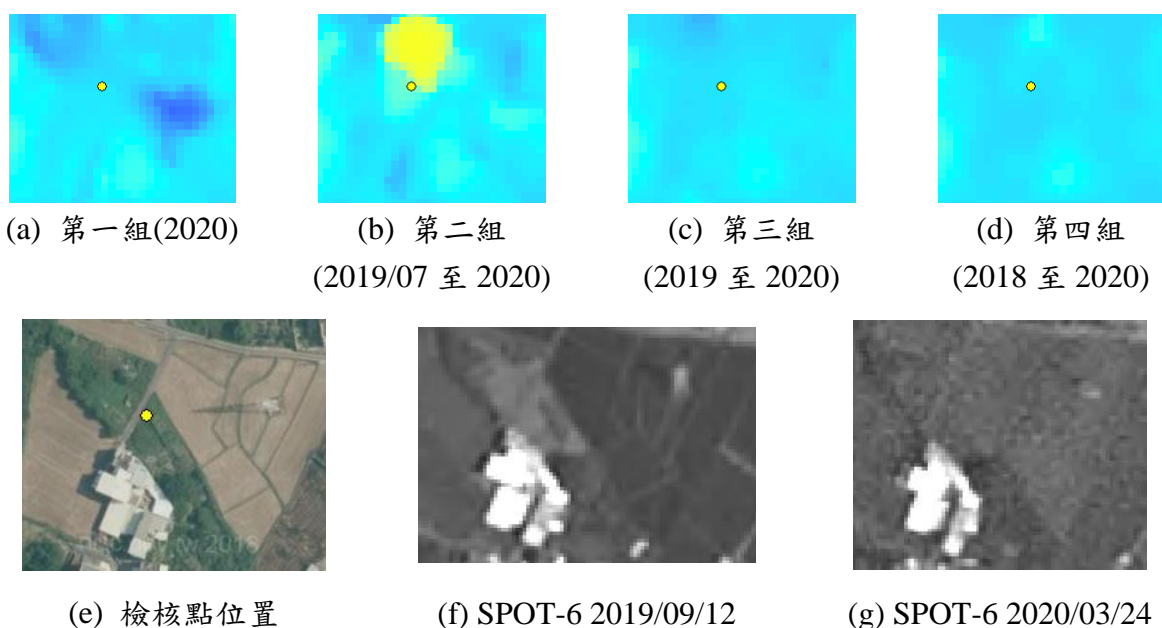 (a) 第一組(2020)
(b) 第二組
(2019/07 至 2020)
(c) 第三組
(2019 至 2020)
(d) 第四組
(2018 至 2020)
(e) 檢核點位置
(f) SPOT-6 2019/09/12
(g) SPOT-6 2020/03/24